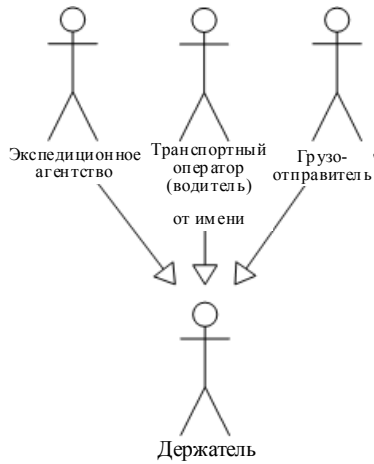 Экспедиционное
агентство
Транспортный
оператор
(водитель)
от имени
Грузо-
отправитель
Держатель